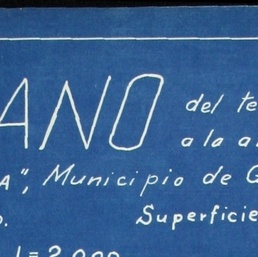 ANO
del te
a la a
A", Municipio de G
o. Superficie
1=2,000